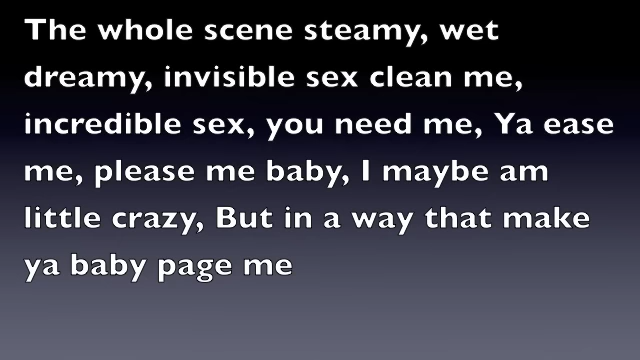 The whole scene steamy, wet
dreamy, invisible sex clean me,
incredible sex, you need me, Ya ease
me, please me baby, I maybe am
little crazy, But in a way that make
ya baby page me